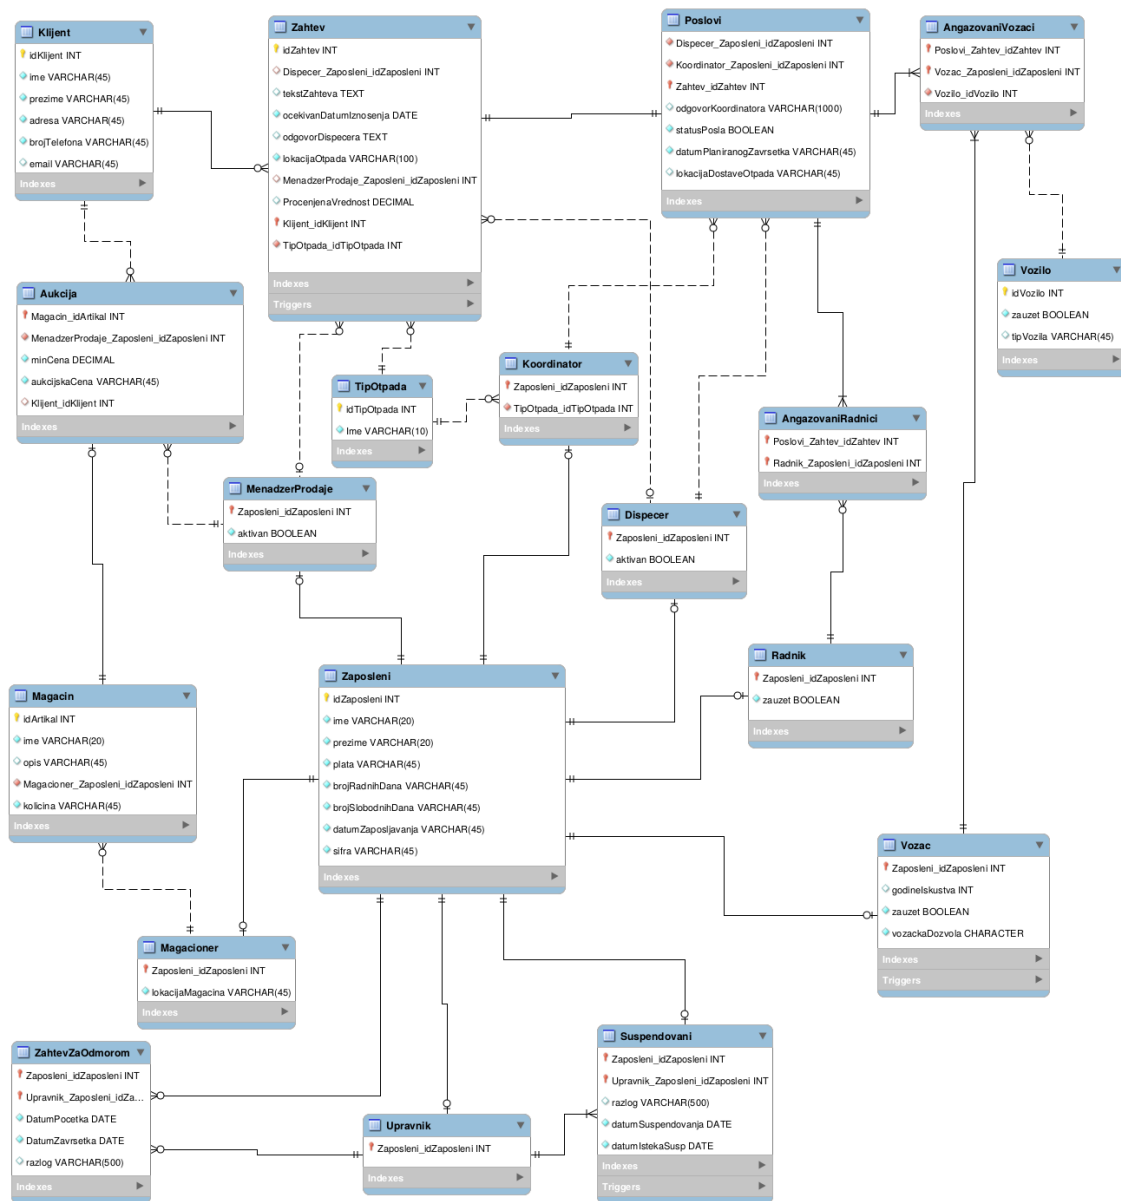 Klijent
idKlijent INT
ime VARCHAR(45)
prezime VARCHAR(45)
adresa VARCHAR(45)
brojTelefona VARCHAR(45)
email VARCHAR(45)
Indexes
Zahtev
idZahtev INT
Dispecer_Zaposleni_idZaposleni INT
tekstZahteva TEXT
ocekivanDatumIznosenja DATE
odgovorDispecera TEXT
lokacijaOtpada VARCHAR(100)
MenadzerProdaje_Zaposleni_idZaposleni INT
ProcenjenaVrednost DECIMAL
Klijent_idKlijent INT
TipOtpada_idTipOtpada INT
Indexes
Triggers
Poslovi
Dispecer_Zaposleni_idZaposleni INT
Koordinator_Zaposleni_idZaposleni INT
Zahtev_idZahtev INT
odgovorKoordinatora VARCHAR(1000)
statusPosla BOOLEAN
datumPlaniranogZavrsetka VARCHAR(45)
lokacijaDostaveOtpada VARCHAR(45)
Indexes
AngazovaniVozaci
Poslovi_Zahtev_idZahtev INT
Vozac_Zaposleni_idZaposleni INT
Vozilo_idVozilo INT
Indexes
Vozilo
idVozilo INT
zauzet BOOLEAN
tipVozila VARCHAR(45)
Indexes
Aukcija
Magacin_idArtikal INT
MenadzerProdaje_Zaposleni_idZaposleni INT
minCena DECIMAL
aukcijskaCena VARCHAR(45)
Klijent_idKlijent INT
Indexes
TipOtpada
idTipOtpada INT
Ime VARCHAR(10)
Indexes
Koordinator
Zaposleni_idZaposleni INT
TipOtpada_idTipOtpada INT
Indexes
AngazovaniRadnici
Poslovi_Zahtev_idZahtev INT
Radnik_Zaposleni_idZaposleni INT
Indexes
MenadzerProdaje
Zaposleni_idZaposleni INT
aktivan BOOLEAN
Indexes
Dispecer
Zaposleni_idZaposleni INT
aktivan BOOLEAN
Indexes
Radnik
Zaposleni_idZaposleni INT
zauzet BOOLEAN
Indexes
Zaposleni
idZaposleni INT
ime VARCHAR(20)
prezime VARCHAR(20)
plata VARCHAR(45)
brojRadnihDana VARCHAR(45)
brojSlobodnihDana VARCHAR(45)
datumZaposljavanja VARCHAR(45)
sifra VARCHAR(45)
Indexes
Magacin
idArtikal INT
ime VARCHAR(20)
opis VARCHAR(45)
Magacioner_Zaposleni_idZaposleni INT
kolicina VARCHAR(45)
Indexes
Vozac
Zaposleni_idZaposleni INT
godineIskustva INT
zauzet BOOLEAN
vozackaDozvola CHARACTER
Indexes
Triggers
Magacioner
Zaposleni_idZaposleni INT
lokacijaMagacina VARCHAR(45)
Indexes
ZahtevZaOdmorom
Zaposleni_idZaposleni INT
Upravnik_Zaposleni_idZa...
DatumPocetka DATE
DatumZavrsetka DATE
razlog VARCHAR(500)
Indexes
Upravnik
Zaposleni_idZaposleni INT
Indexes
Suspendovani
Zaposleni_idZaposleni INT
Upravnik_Zaposleni_idZaposleni INT
razlog VARCHAR(500)
datumSuspendovanja DATE
datumIstekaSusp DATE
Indexes
Triggers